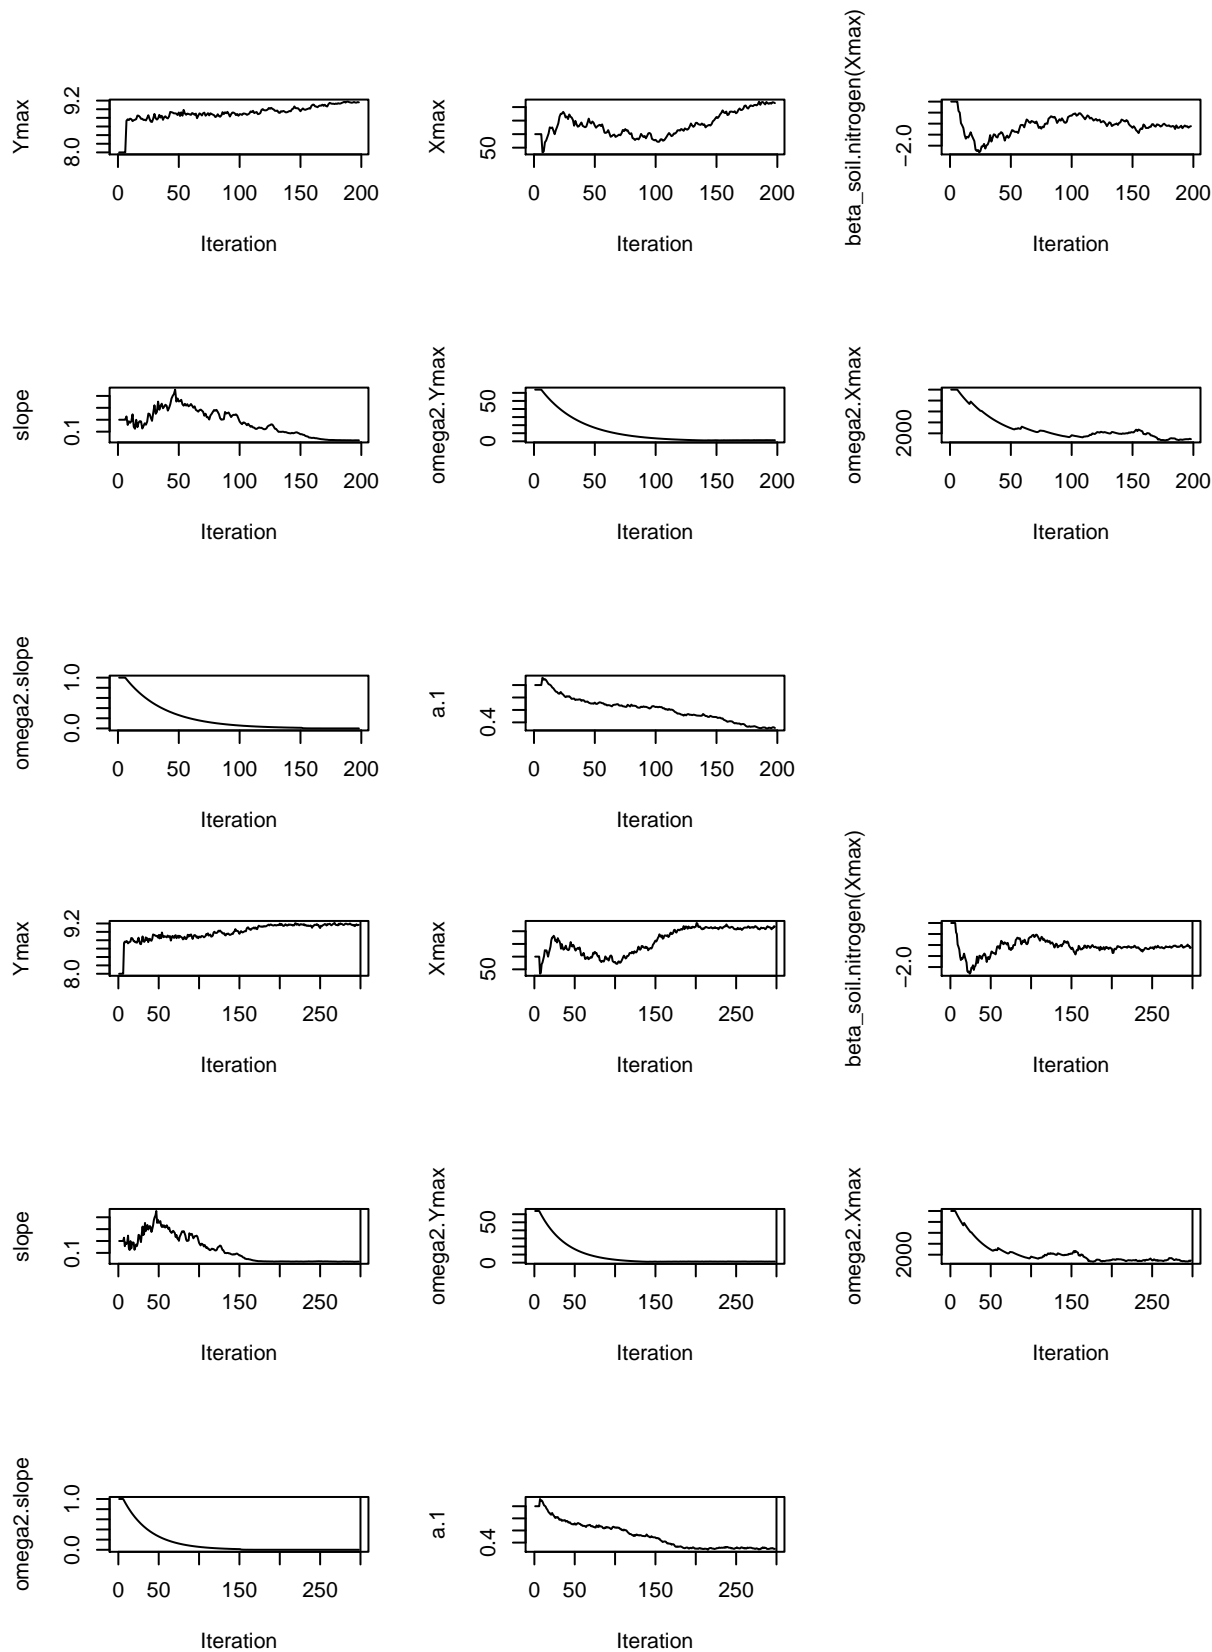 Ymax
8.0 9.2
0 50 100 150 200
Iteration
Xmax
50
0 50 100 150 200
Iteration
beta_soil.nitrogen(Xmax
−2.0
0 50 100 150 200
Iteration
slope
0.1
0 50 100 150 200
Iteration
omega2.Ymax
0 50
0 50 100 150 200
Iteration
omega2.Xmax
2000
0 50 100 150 200
Iteration
omega2.slope
0.0 1.0
0 50 100 150 200
Iteration
a.1
0.4
0 50 100 150 200
Iteration
Ymax
8.0 9.2
0 50 150 250
Iteration
Xmax
50
0 50 150 250
Iteration
beta_soil.nitrogen(Xmax)
−2.0
0 50 150 250
Iteration
slope
0.1
0 50 150 250
Iteration
omega2.Ymax
0 50
0 50 150 250
Iteration
omega2.Xmax
2000
0 50 150 250
Iteration
omega2.slope
0.0 1.0
0 50 150 250
Iteration
a.1
0.4
0 50 150 250
Iteration